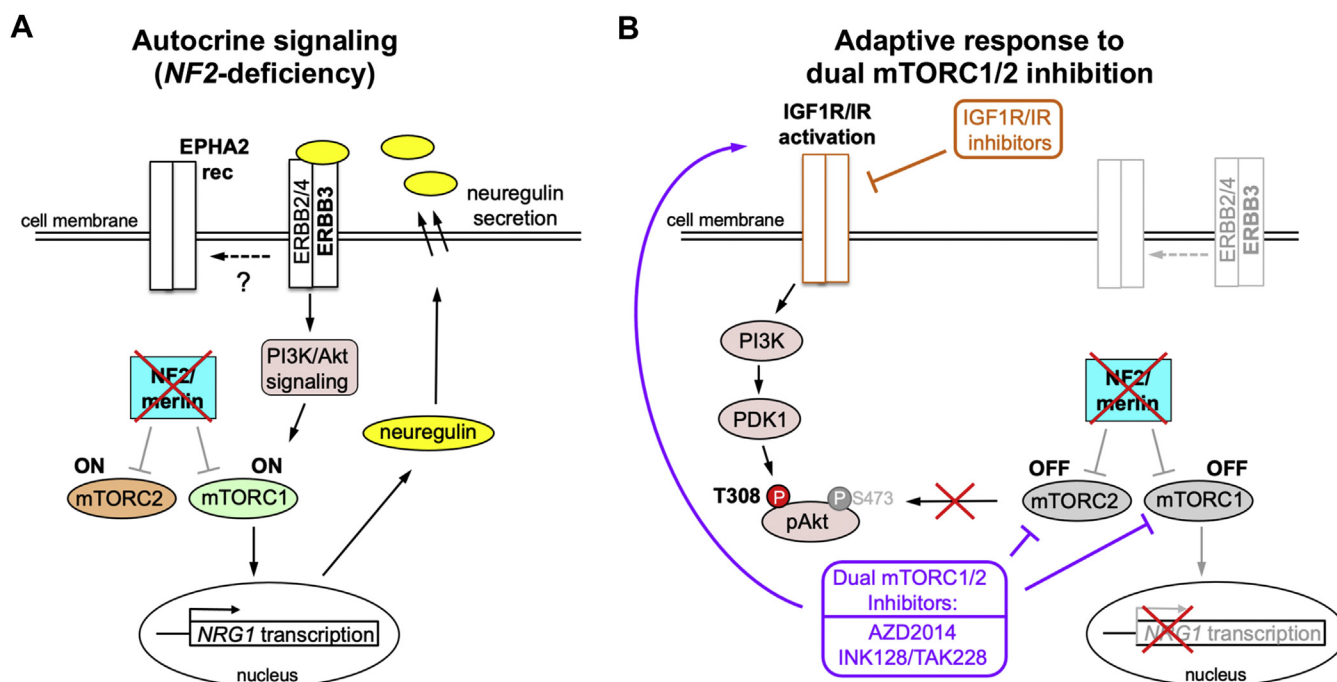 A
Autocrine signaling
(NF2-deficiency)
EPHA2
rec
ERBB2/4
ERBB3
neuregulin
secretion
cell membrane
?
NF2/
merlin
PI3K/Akt
signaling
neuregulin
ON
ON
mTORC2
mTORC1
NRG1 transcription
nucleus
B
Adaptive response to
dual mTORC1/2 inhibition
IGF1R/IR
activation
IGF1R/IR
inhibitors
cell membrane
ERBB2/4
ERBB3
PI3K
NF2/
merlin
PDK1
OFF
OFF
T308
P
P
S473
mTORC2
mTORC1
pAkt
Dual mTORC1/2
Inhibitors:
AZD2014
INK128/TAK228
NRG1 transcription
nucleus